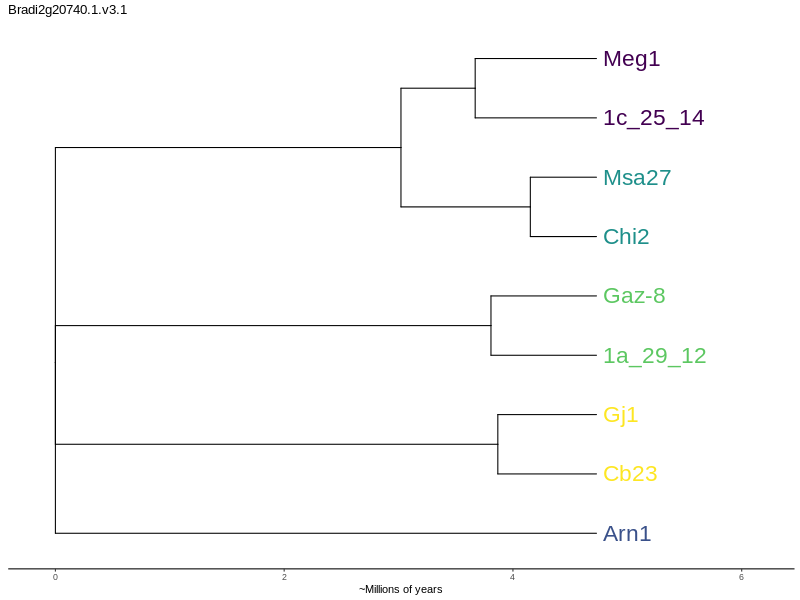 Bradi2g20740.1.v3.1
Meg1
1c_25_14
Msa27
Chi2
Gaz-8
1a_29_12
Gj1
Cb23
Arn1
0 2 4 6
~Millions of years